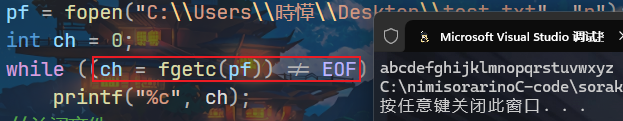 pf = fopen("C:\\Users\\時惲\\Desktop\\test.txt", "r")
int ch = 0;
while ((ch = fgetc(pf)) != EOF)
printf("%c", ch);
Microsoft Visual Studio 调试
abcdefghijklmnopqrstuvwxyz
C:\nimisorarinoC-code\sorak
按任意键关闭此窗口. . .